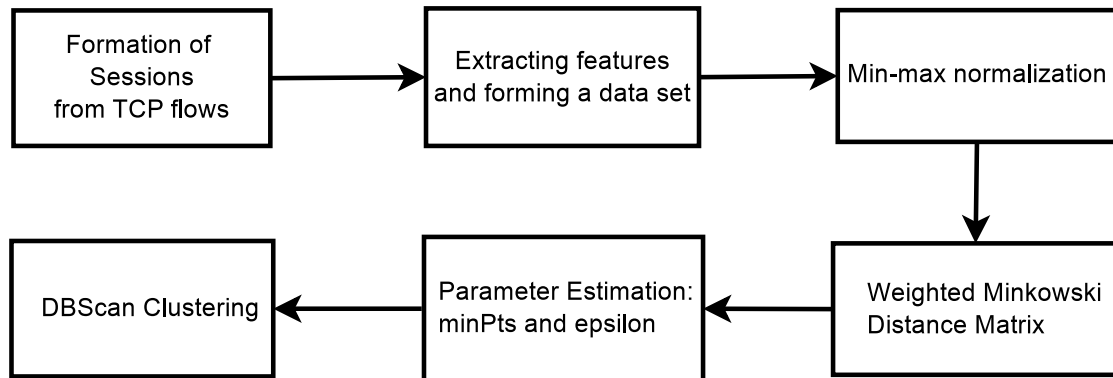 Formation of
Sessions
from TCP flows
Extracting features
and forming a data set
Min-max normalization
Weighted Minkowski
Distance Matrix
Parameter Estimation:
minPts and epsilon
DBScan Clustering